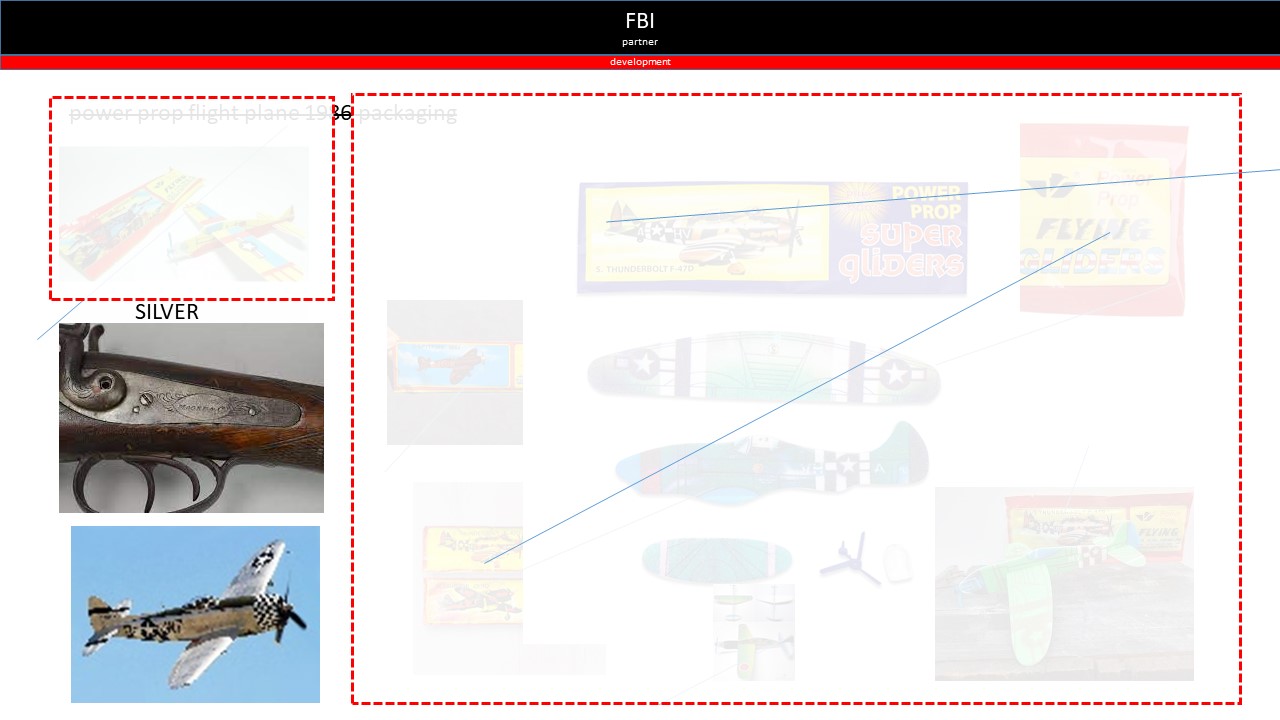 FBI
partner
development
power prop flight plane 1986 packaging
SILVER
POWER
PROP
SUPER
GLIDERS
S. THUNDERBOLT F-47D
Power
Prop
FLYING
GLIDERS
FLYING